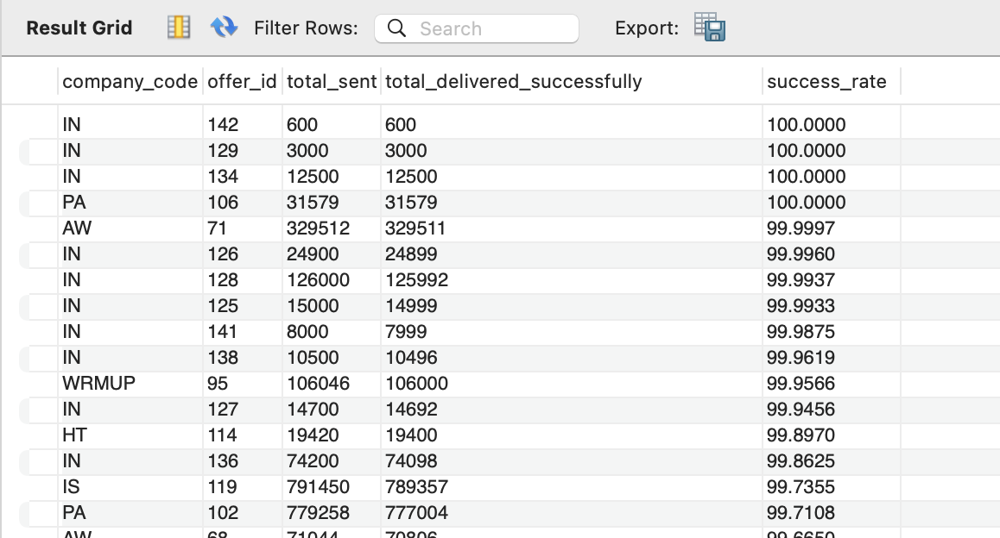 Result Grid Filter Rows: Search Export:
company_code offer_id total_sent total_delivered_successfully success_rate
IN 142 600 600 100.0000
IN 129 3000 3000 100.0000
IN 134 12500 12500 100.0000
PA 106 31579 31579 100.0000
AW 71 329512 329511 99.9997
IN 126 24900 24899 99.9960
IN 128 126000 125992 99.9937
IN 125 15000 14999 99.9933
IN 141 8000 7999 99.9875
IN 138 10500 10496 99.9619
WRMUP 95 106046 106000 99.9566
IN 127 14700 14692 99.9456
HT 114 19420 19400 99.8970
IN 136 74200 74098 99.8625
IS 119 791450 789357 99.7355
PA 102 779258 777004 99.7108
AW 68 71044 70806 99.6650